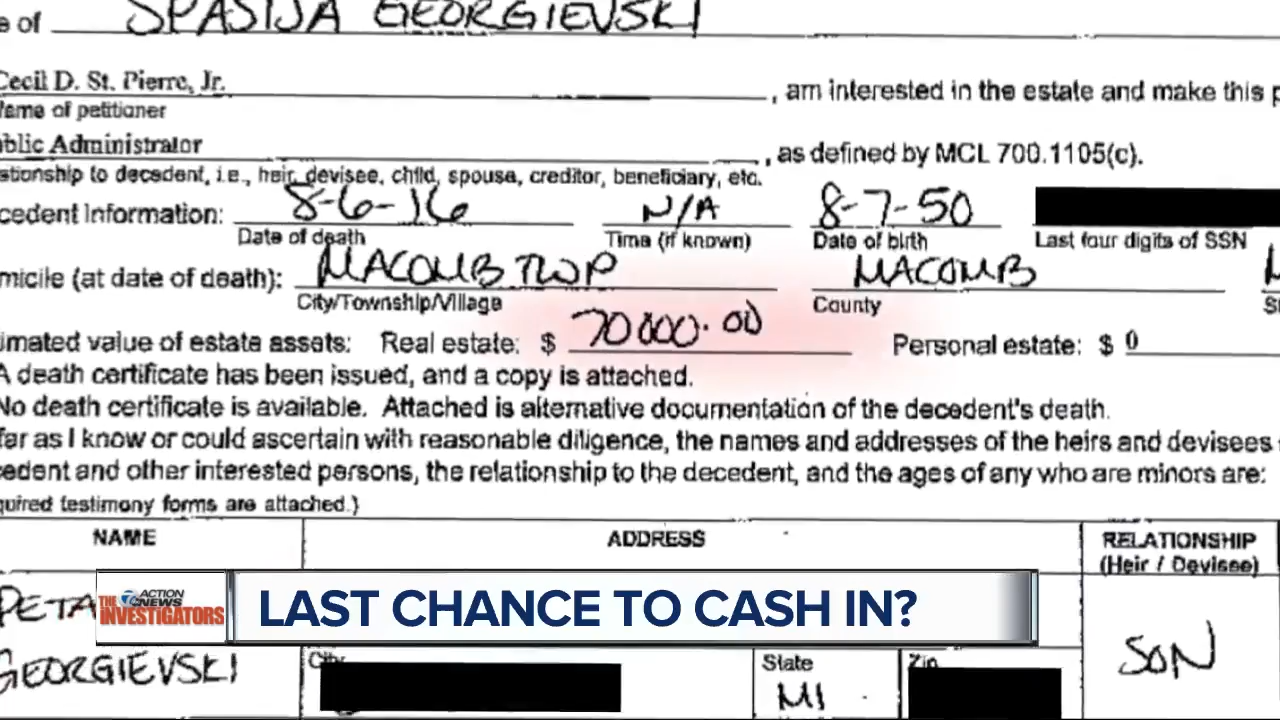 e of SPASIJA GEORGIEVSKI
Cecil D. St. Pierre, Jr. , am interested in the estate and make this p
Name of petitioner
ublic Administrator , as defined by MCL 700.1105(c).
ationship to decedent, i.e., heir, devisee, child, spouse, creditor, beneficiary, etc.
cedent information: 8-6-16 N/A 8-7-50
Date of death Time (if known) Date of birth Last four digits of SSN
micile (at date of death): MACOMB TWP MACOMB
City/Township/Village County
imated value of estate assets: Real estate: $ 70000.00 Personal estate: $ 0
A death certificate has been issued, and a copy is attached.
No death certificate is available. Attached is alternative documentation of the decedent's death.
far as I know or could ascertain with reasonable diligence, the names and addresses of the heirs and devisees
cedent and other interested persons, the relationship to the decedent, and the ages of any who are minors are:
quired testimony forms are attached.)
NAME ADDRESS RELATIONSHIP
(Heir / Devisee)
PETA
THE 7 ACTION NEWS INVESTIGATORS LAST CHANCE TO CASH IN?
GEORGIEVSKI City State Zip SON
MI